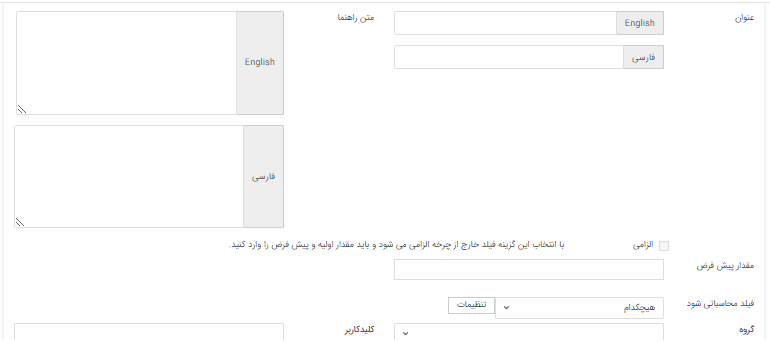 عنوان
English
متن راهنما
English
فارسی
فارسی
الزامی
با انتخاب این گزینه فیلد خارج از چرخه الزامی می شود و باید مقدار اولیه و پیش فرض را وارد کنید.
مقدار پیش فرض
فیلد محاسباتی شود
هیچکدام
تنظیمات
گروه
کلیدکاربر